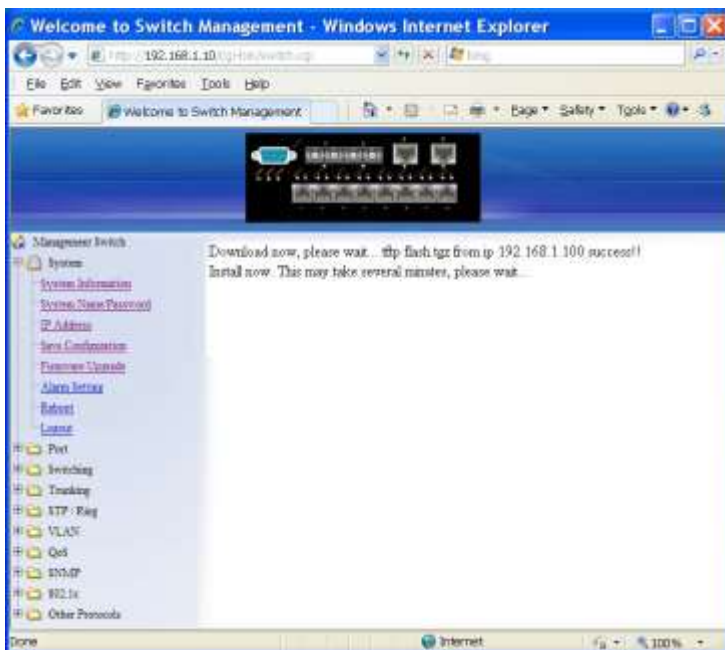 Welcome to Switch Management - Windows Internet Explorer
192.168.1.10
File Edit View Favorites Tools Help
Favorites Welcome to Switch Management Page Safety Tools
Management Switch
System
System Information
System Name/Password
IP Address
Save Configuration
Firmware Upgrade
Alarm Setting
Reboot
Logout
Port
Switching
Trunking
STP / Ring
VLAN
QoS
SNMP
802.1x
Other Protocols
Download now, please wait... tftp flash.tgz from ip 192.168.1.100 success!!
Install now. This may take several minutes, please wait...
Done Internet 100%